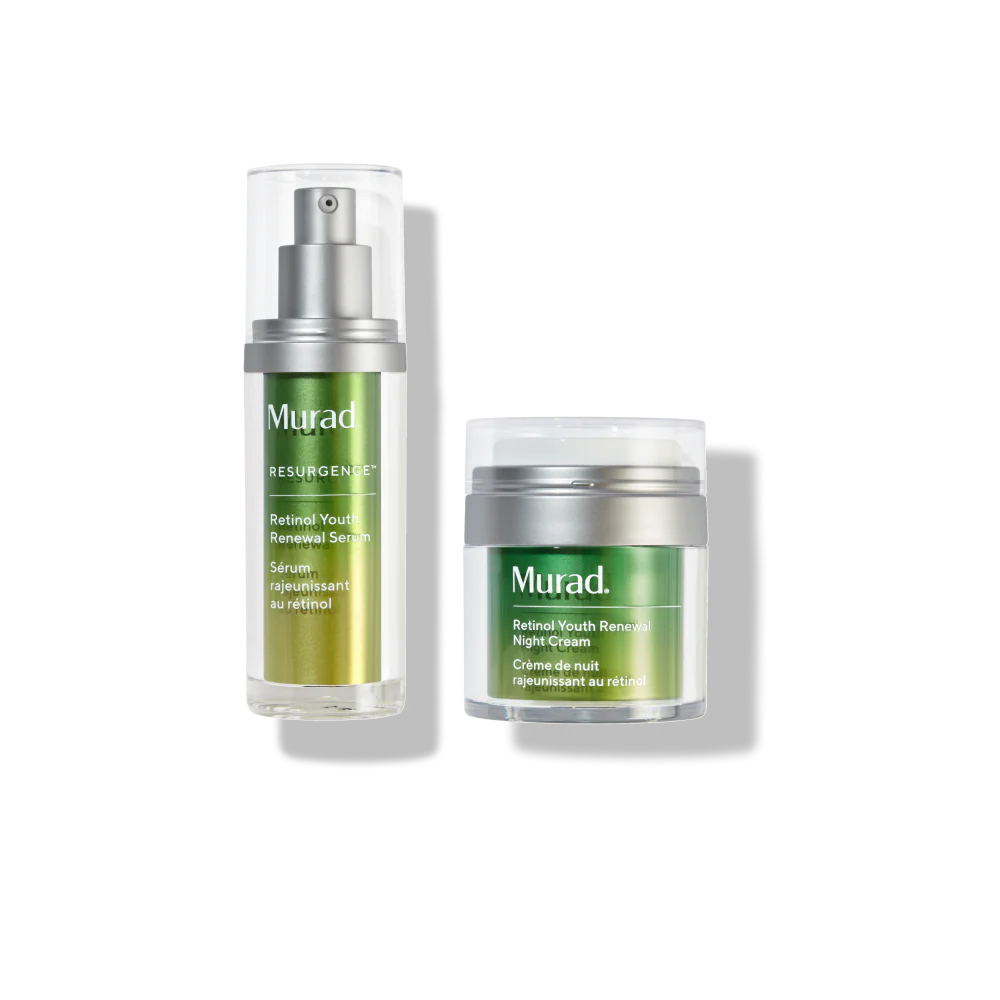 Murad.
RESURGENCE™
Retinol Youth
Renewal Serum
Sérum
rajeunissant
au rétinol
Murad.
Retinol Youth Renewal
Night Cream
Crème de nuit
rajeunissant au rétinol